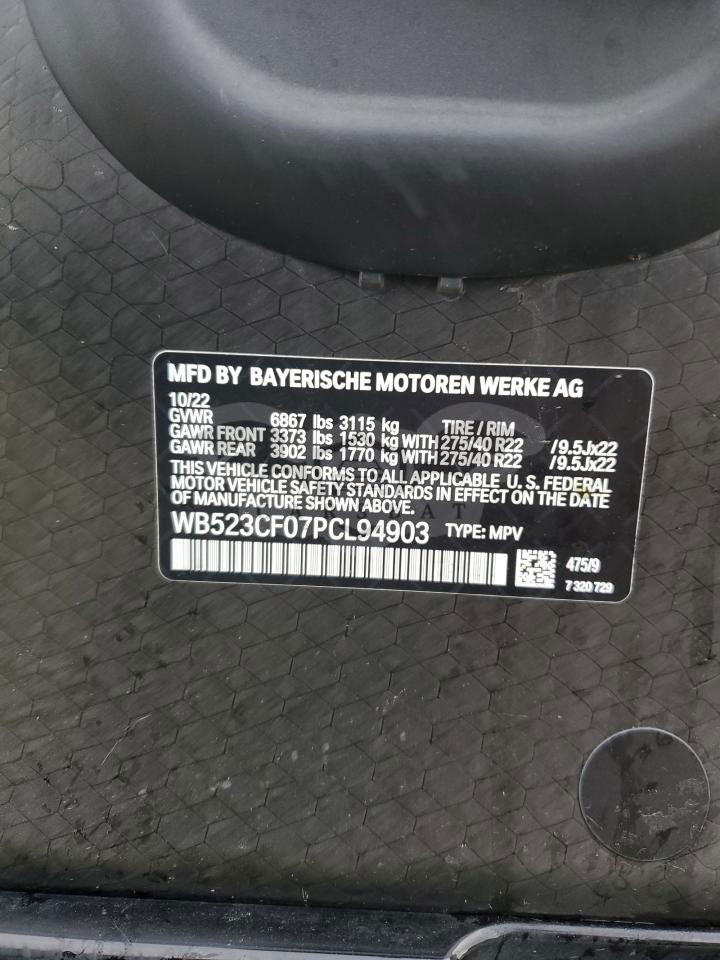 MFD BY BAYERISCHE MOTOREN WERKE AG
10/22
GVWR 6867 lbs 3115 kg TIRE / RIM
GAWR FRONT 3373 lbs 1530 kg WITH 275/40 R22 /9.5Jx22
GAWR REAR 3902 lbs 1770 kg WITH 275/40 R22 /9.5Jx22
THIS VEHICLE CONFORMS TO ALL APPLICABLE U.S. FEDERAL
MOTOR VEHICLE SAFETY STANDARDS IN EFFECT ON THE DATE
OF MANUFACTURE SHOWN ABOVE.
WB523CF07PCL94903 TYPE: MPV
475/9
7 320 729